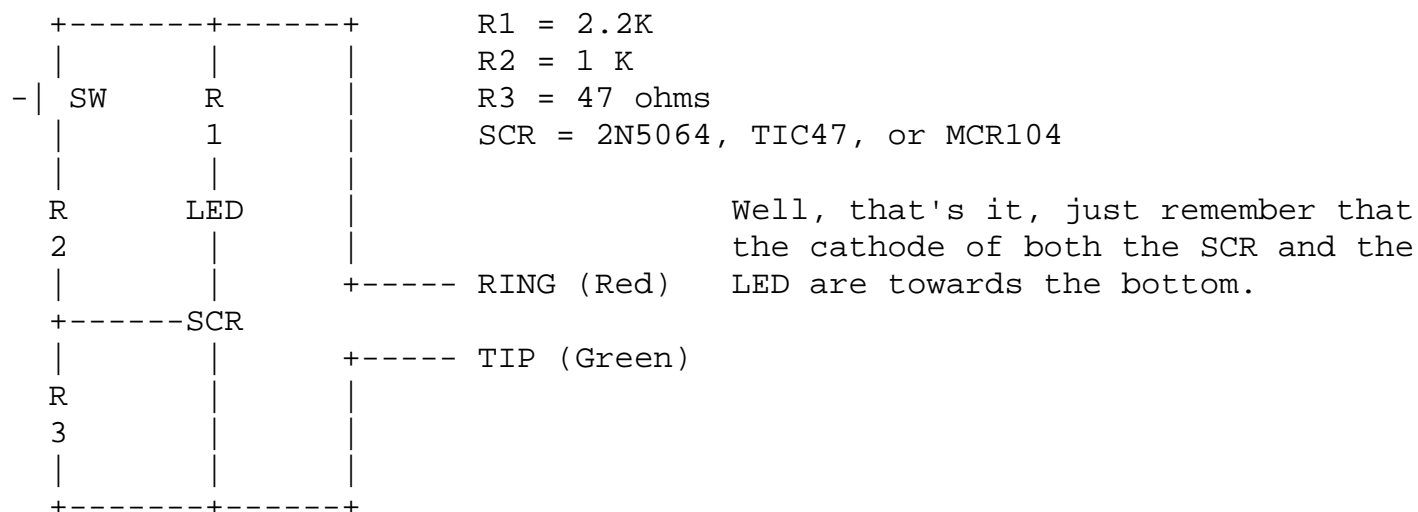 +-------+------+       R1 = 2.2K
|       |      |       R2 = 1 K
-| SW     R      |       R3 = 47 ohms
|       1      |       SCR = 2N5064, TIC47, or MCR104
|       |      |
R      LED     |                   Well, that's it, just remember that
2       |      |                   the cathode of both the SCR and the
|       |      +----- RING (Red)   LED are towards the bottom.
+------SCR
|       |      +----- TIP (Green)
R       |      |
3       |      |
|       |      |
+-------+------+